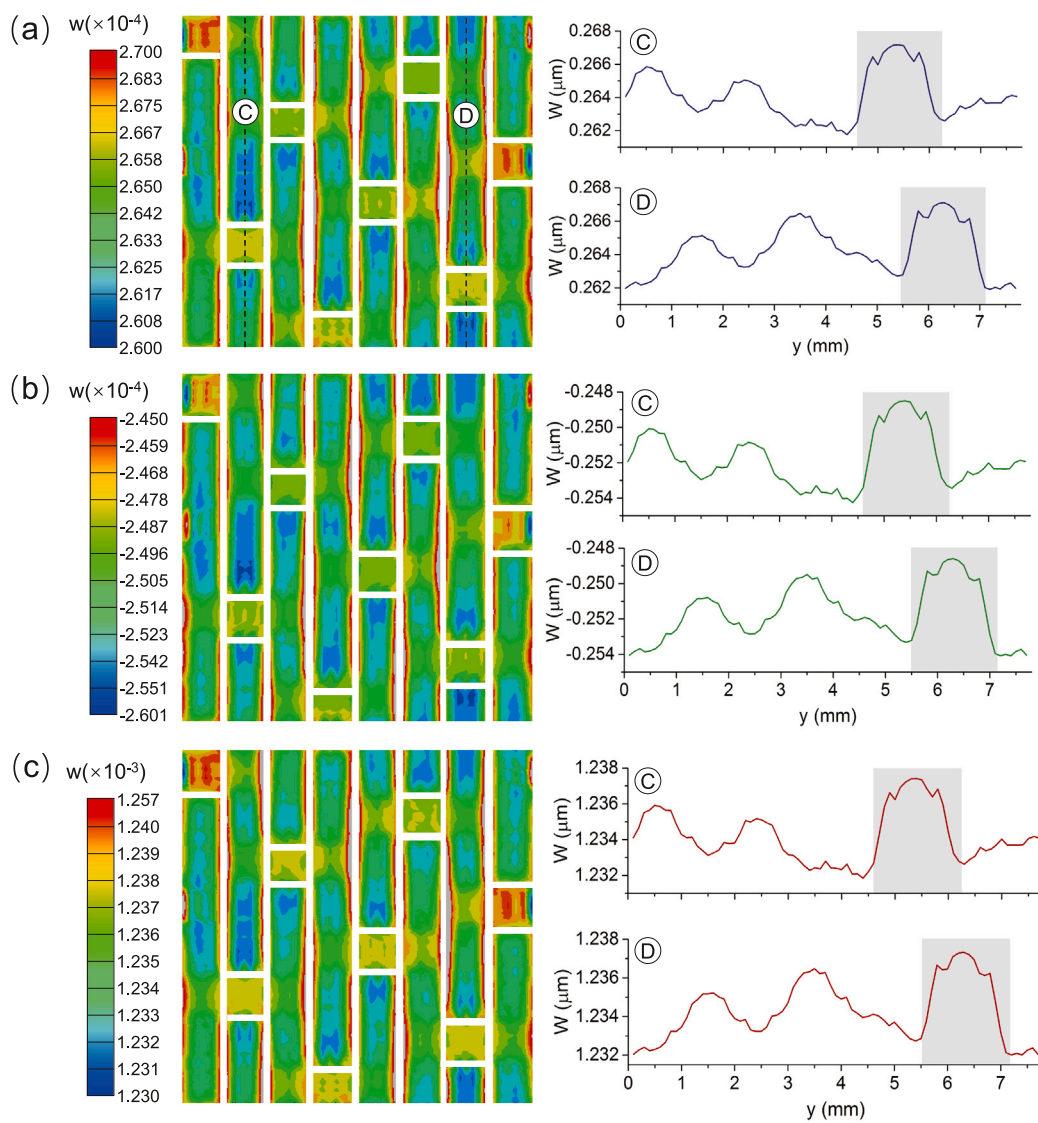 (a)
w(×10⁻⁴)
2.700
2.683
2.675
2.667
2.658
2.650
2.642
2.633
2.625
2.617
2.608
2.600
C
D
C
W (μm)
0.268
0.266
0.264
0.262
D
W (μm)
0.268
0.266
0.264
0.262
0 1 2 3 4 5 6 7
y (mm)
(b)
w(×10⁻⁴)
-2.450
-2.459
-2.468
-2.478
-2.487
-2.496
-2.505
-2.514
-2.523
-2.542
-2.551
-2.601
C
W (μm)
-0.248
-0.250
-0.252
-0.254
D
W (μm)
-0.248
-0.250
-0.252
-0.254
0 1 2 3 4 5 6 7
y (mm)
(c)
w(×10⁻³)
1.257
1.240
1.239
1.238
1.237
1.236
1.235
1.234
1.233
1.232
1.231
1.230
C
W (μm)
1.238
1.236
1.234
1.232
0 1 2 3 4 5 6 7
D
W (μm)
1.238
1.236
1.234
1.232
0 1 2 3 4 5 6 7
y (mm)